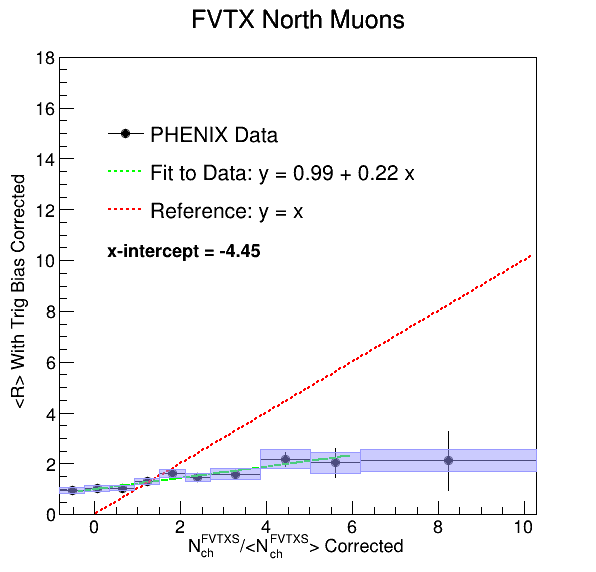 FVTX North Muons
<R> With Trig Bias Corrected
18
16
14
12
10
8
6
4
2
0
PHENIX Data
Fit to Data: y = 0.99 + 0.22 x
Reference: y = x
x-intercept = -4.45
0 2 4 6 8 10
N_ch^FVTXS/<N_ch^FVTXS> Corrected